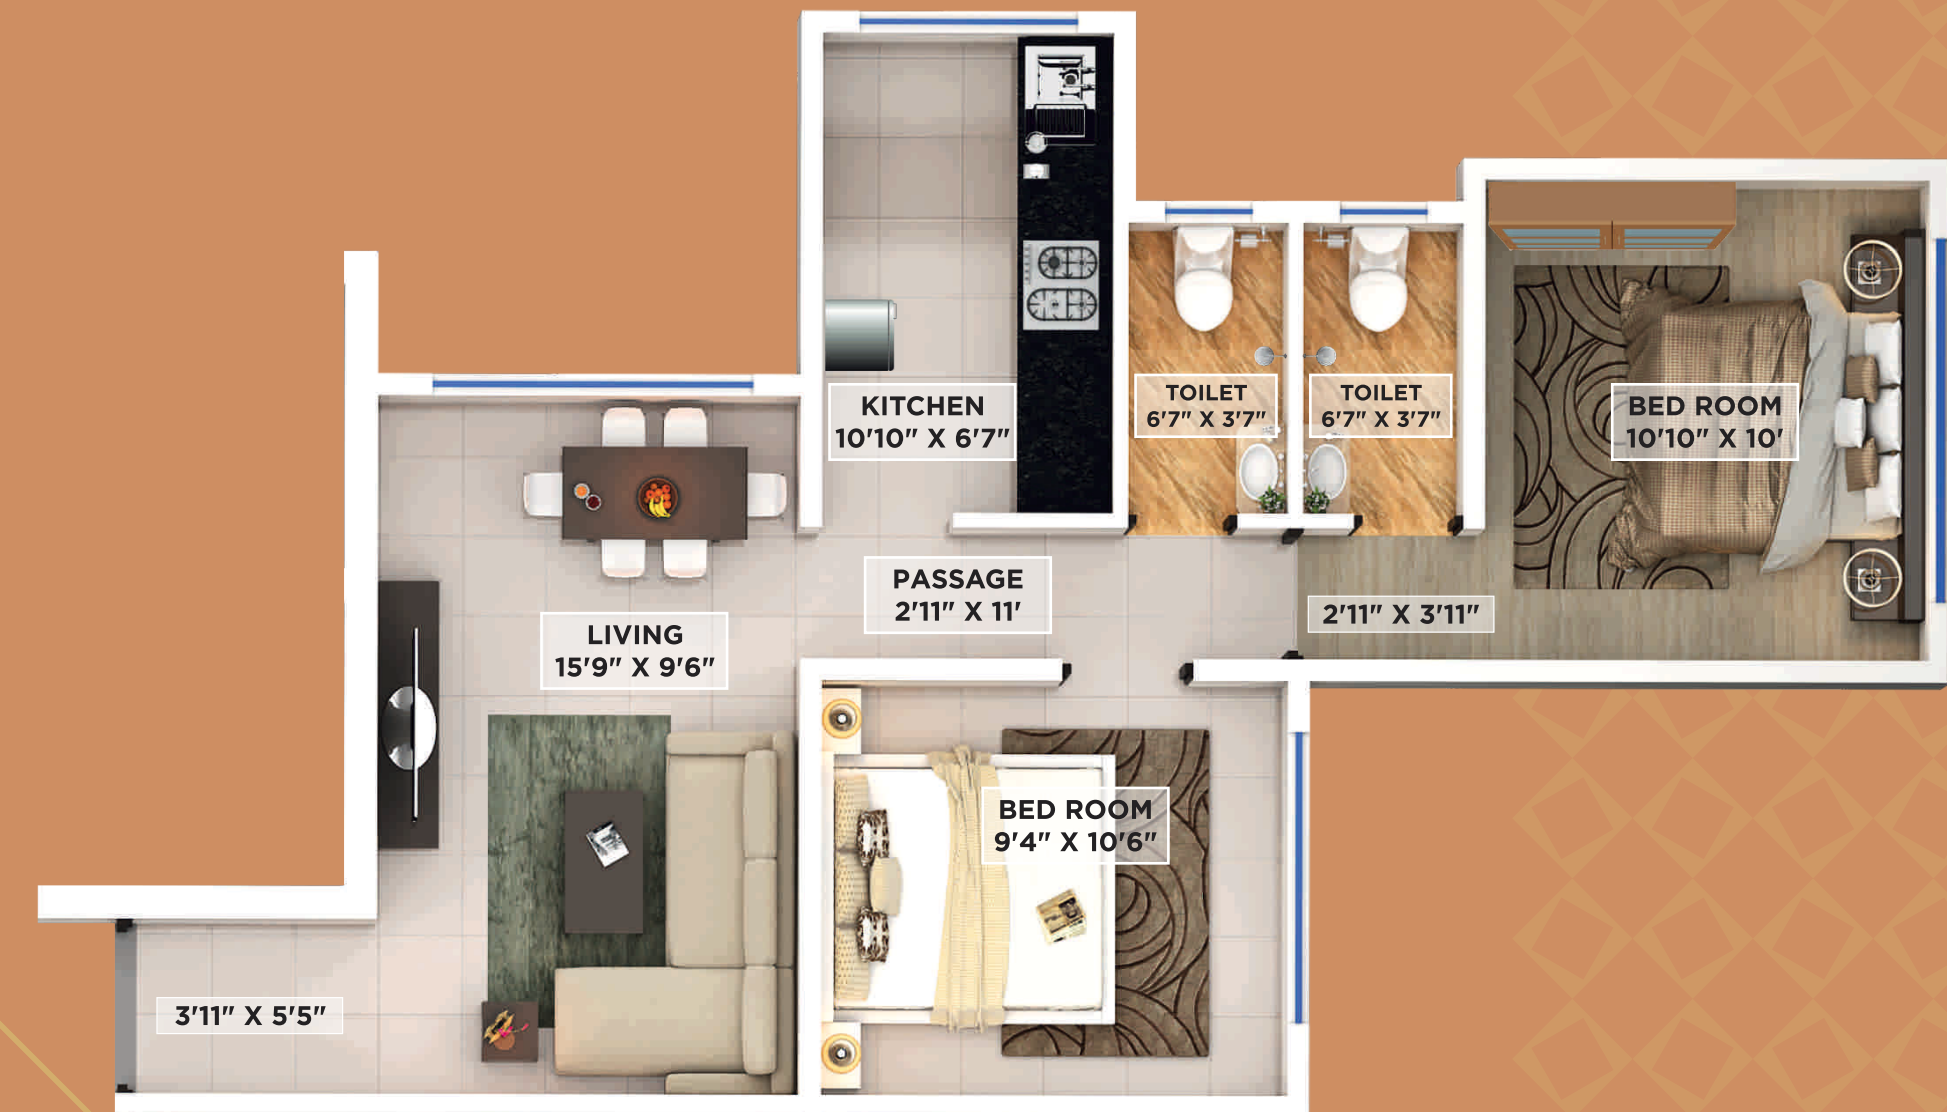 KITCHEN
10'10" X 6'7"
TOILET
6'7" X 3'7"
TOILET
6'7" X 3'7"
BED ROOM
10'10" X 10'
PASSAGE
2'11" X 11'
2'11" X 3'11"
LIVING
15'9" X 9'6"
BED ROOM
9'4" X 10'6"
3'11" X 5'5"